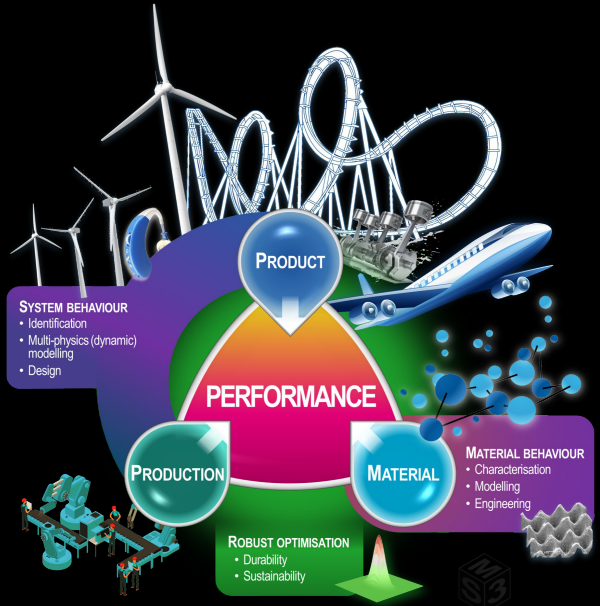 PRODUCT
SYSTEM BEHAVIOUR
• Identification
• Multi-physics (dynamic)
modelling
• Design
PERFORMANCE
PRODUCTION
MATERIAL
MATERIAL BEHAVIOUR
• Characterisation
• Modelling
• Engineering
ROBUST OPTIMISATION
• Durability
• Sustainability